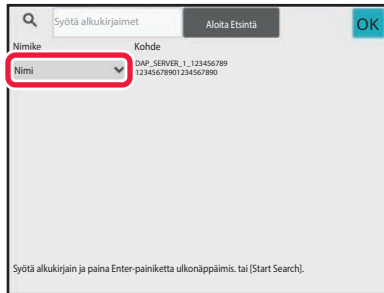 Syötä alkukirjaimet
Aloita Etsintä
OK
Nimike
Kohde
Nimi
DAP_SERVER_1_123456789
12345678901234567890
Syötä alkukirjain ja paina Enter-painiketta ulkonäppäimis. tai [Start Search].